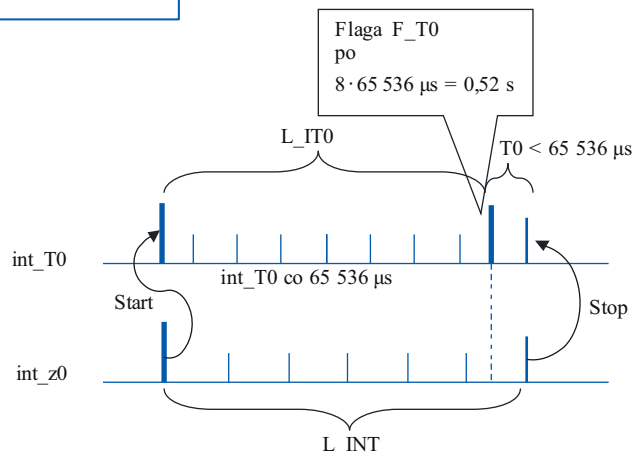 Flaga F_T0
po
8·65 536 µs = 0,52 s
L_IT0
T0 < 65 536 µs
int_T0
int_T0 co 65 536 µs
Start
Stop
int_z0
L_INT